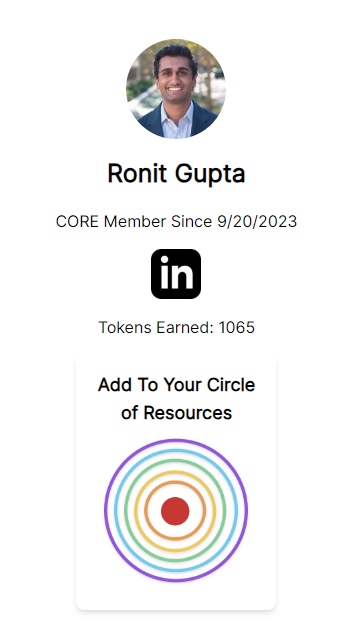 Ronit Gupta
CORE Member Since 9/20/2023
in
Tokens Earned: 1065
Add To Your Circle
of Resources